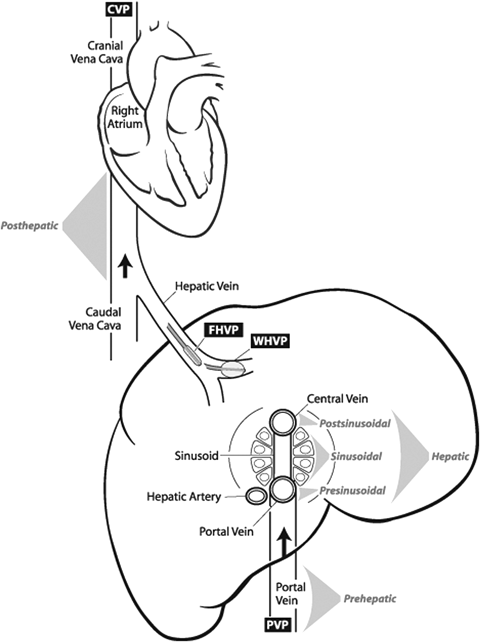 CVP
Cranial
Vena Cava
Right
Atrium
Posthepatic
Hepatic Vein
Caudal
Vena Cava
FHVP
WHVP
Central Vein
Postsinusoidal
Sinusoid
Sinusoidal
Hepatic
Hepatic Artery
Presinusoidal
Portal Vein
Portal
Vein
Prehepatic
PVP